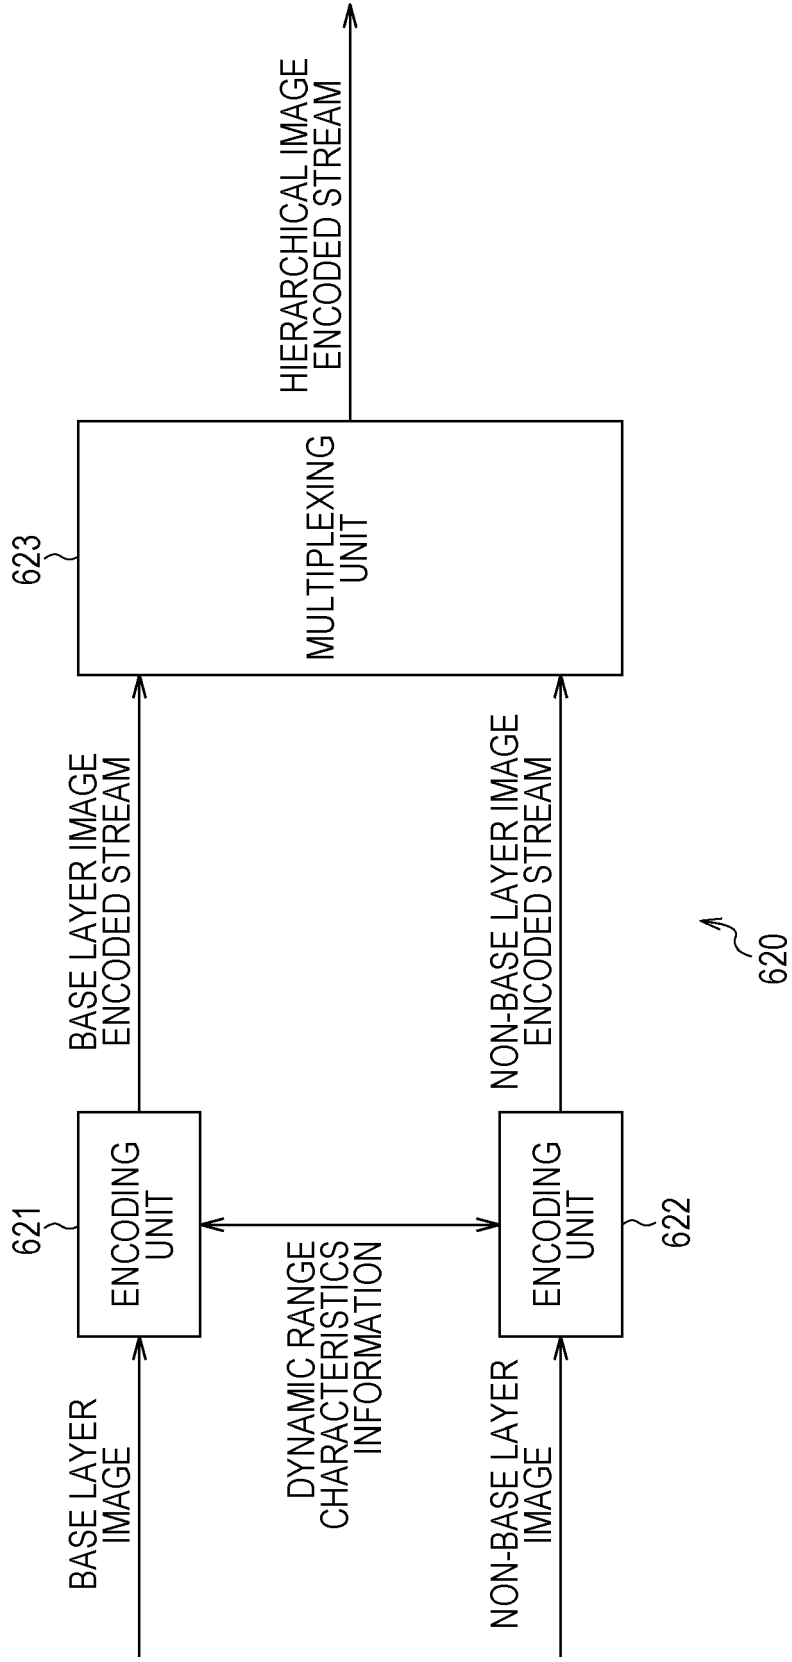 BASE LAYER
IMAGE
621
ENCODING
UNIT
BASE LAYER IMAGE
ENCODED STREAM
623
MULTIPLEXING
UNIT
HIERARCHICAL IMAGE
ENCODED STREAM
DYNAMIC RANGE
CHARACTERISTICS
INFORMATION
NON-BASE LAYER
IMAGE
ENCODING
UNIT
622
NON-BASE LAYER IMAGE
ENCODED STREAM
620